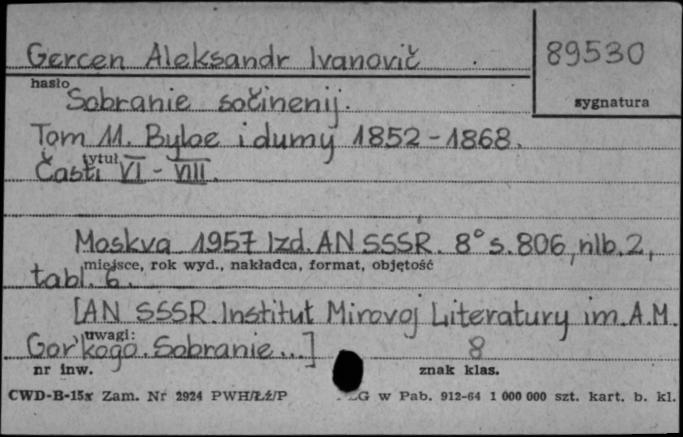 Gercen Aleksandr Ivanovič
89530
hasło
Sobranie sočinenij.
sygnatura
Tom 11. Byloe i dumy 1852-1868.
tytuł
Časti VI - VIII.
Moskva 1957 Izd. AN SSSR. 8° s. 806, nlb. 2,
miejsce, rok wyd., nakładca, format, objętość
tabl. 6.
[AN SSSR. Institut Mirovoj Literatury im. A.M.
uwagi:
Gor'kogo. Sobranie...] 8
nr inw. znak klas.
CWD-B-15x Zam. Nr 2924 PWH/Łź/P G w Pab. 912-64 1 000 000 szt. kart. b. kl.